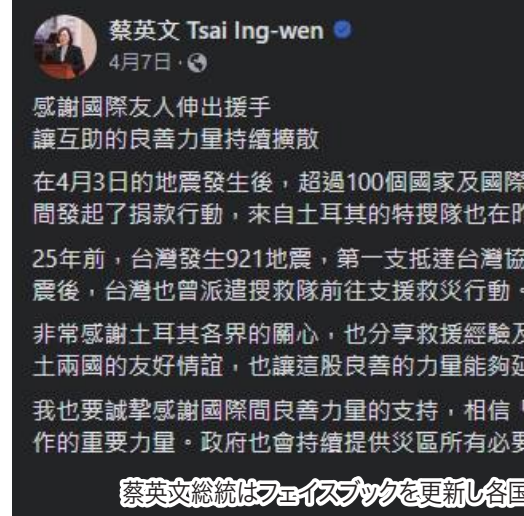 蔡英文 Tsai Ing-wen
4月7日
感謝國際友人伸出援手
讓互助的良善力量持續擴散
在4月3日的地震發生後，超過100個國家及國際
間發起了捐款行動，來自土耳其的特搜隊也在昨
25年前，台灣發生921地震，第一支抵達台灣協
震後，台灣也曾派遣搜救隊前往支援救災行動。
非常感謝土耳其各界的關心，也分享救援經驗及
土兩國的友好情誼，也讓這股良善的力量能夠延
我也要誠摯感謝國際間良善力量的支持，相信「
作的重要力量。政府也會持續提供災區所有必要
蔡英文総統はフェイスブックを更新し各国